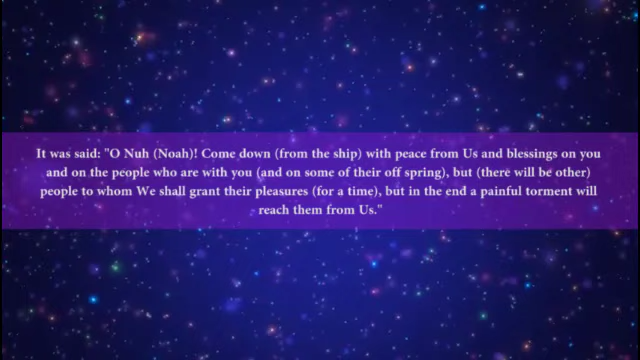 It was said: "O Nuh (Noah)! Come down (from the ship) with peace from Us and blessings on you
and on the people who are with you (and on some of their off spring), but (there will be other)
people to whom We shall grant their pleasures (for a time), but in the end a painful torment will
reach them from Us."